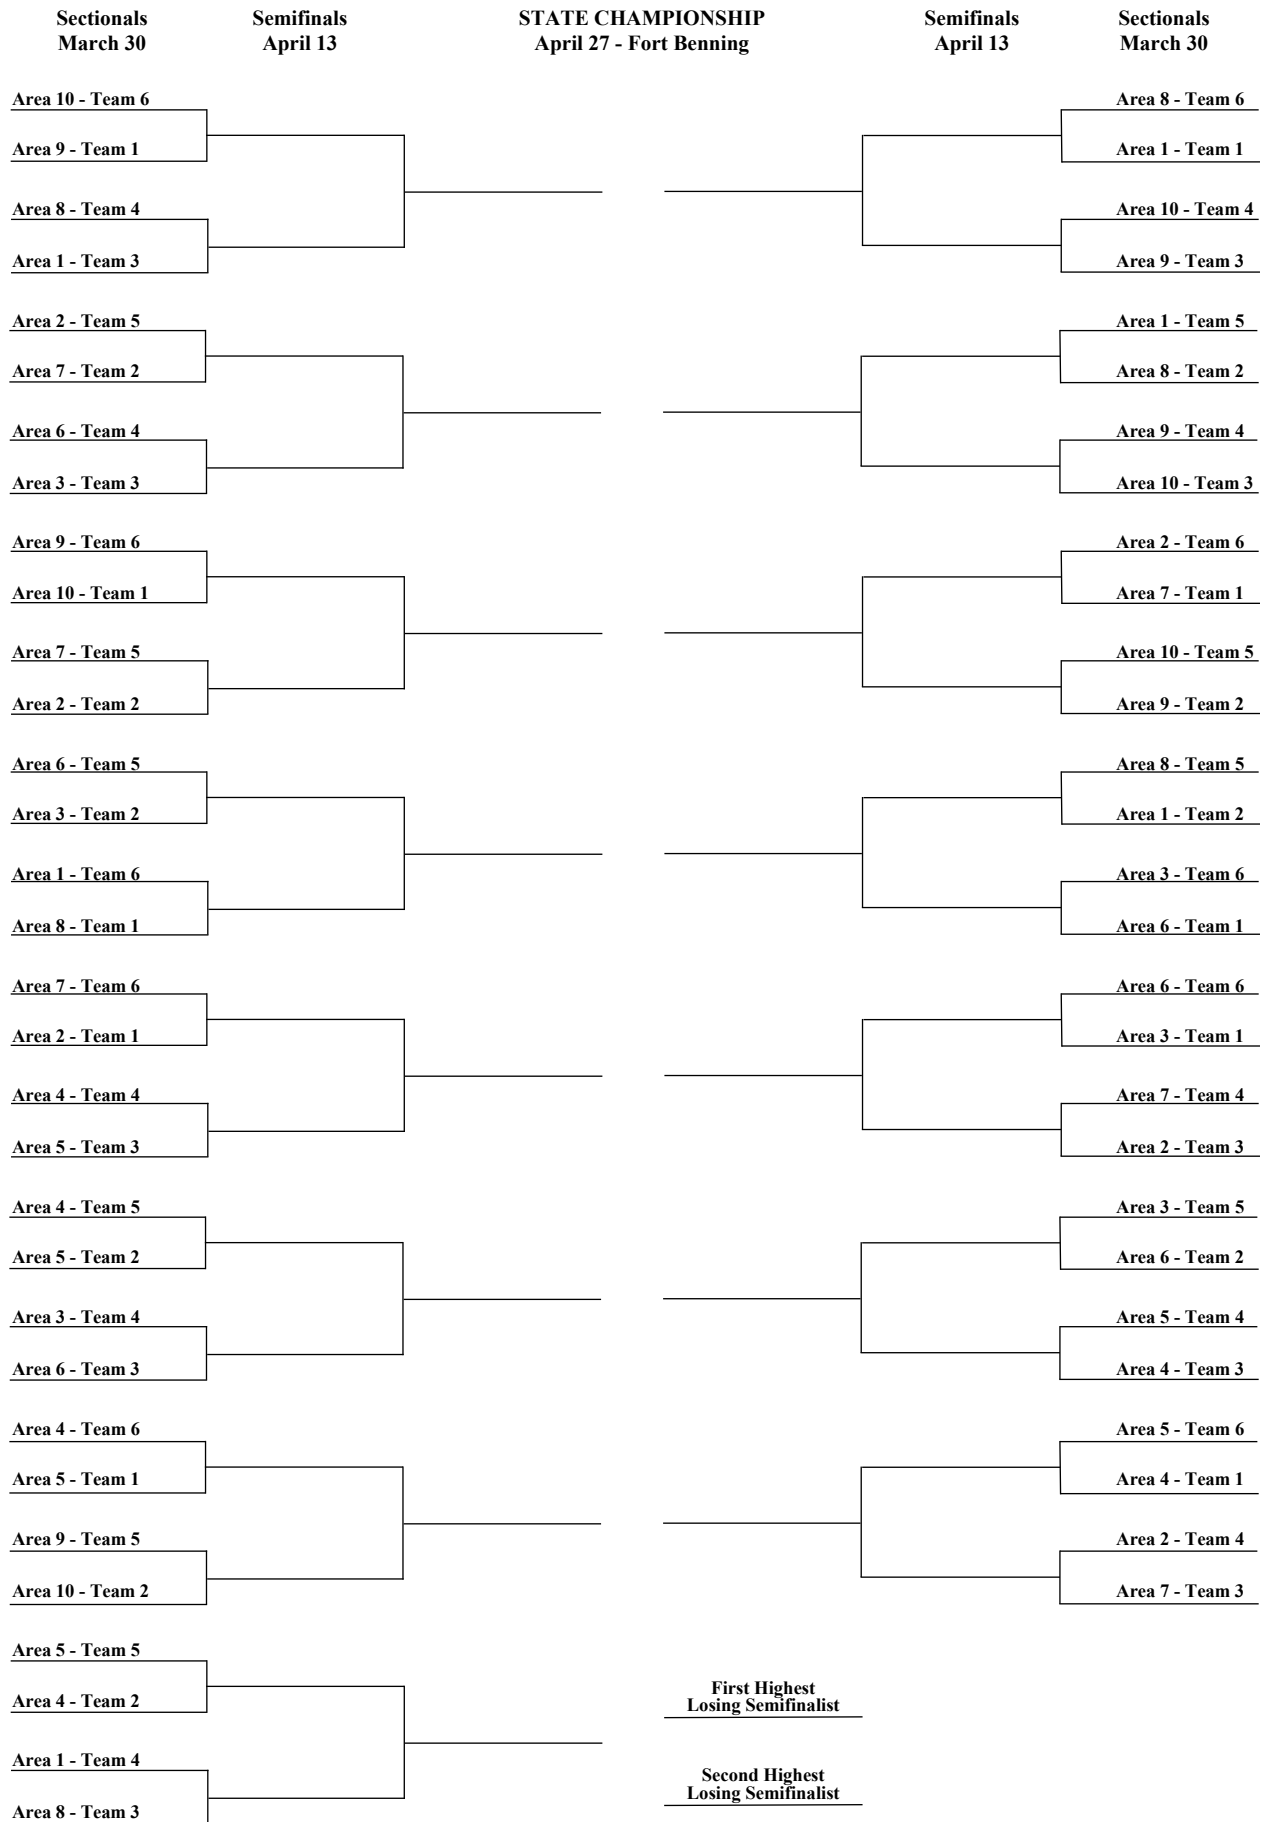 Sectionals
March 30
Semifinals
April 13
STATE CHAMPIONSHIP
April 27 - Fort Benning
Semifinals
April 13
Sectionals
March 30
Area 10 - Team 6
Area 9 - Team 1
Area 8 - Team 4
Area 1 - Team 3
Area 2 - Team 5
Area 7 - Team 2
Area 6 - Team 4
Area 3 - Team 3
Area 9 - Team 6
Area 10 - Team 1
Area 7 - Team 5
Area 2 - Team 2
Area 6 - Team 5
Area 3 - Team 2
Area 1 - Team 6
Area 8 - Team 1
Area 7 - Team 6
Area 2 - Team 1
Area 4 - Team 4
Area 5 - Team 3
Area 4 - Team 5
Area 5 - Team 2
Area 3 - Team 4
Area 6 - Team 3
Area 4 - Team 6
Area 5 - Team 1
Area 9 - Team 5
Area 10 - Team 2
Area 5 - Team 5
Area 4 - Team 2
Area 1 - Team 4
Area 8 - Team 3
First Highest
Losing Semifinalist
Second Highest
Losing Semifinalist
Area 8 - Team 6
Area 1 - Team 1
Area 10 - Team 4
Area 9 - Team 3
Area 1 - Team 5
Area 8 - Team 2
Area 9 - Team 4
Area 10 - Team 3
Area 2 - Team 6
Area 7 - Team 1
Area 10 - Team 5
Area 9 - Team 2
Area 8 - Team 5
Area 1 - Team 2
Area 3 - Team 6
Area 6 - Team 1
Area 6 - Team 6
Area 3 - Team 1
Area 7 - Team 4
Area 2 - Team 3
Area 3 - Team 5
Area 6 - Team 2
Area 5 - Team 4
Area 4 - Team 3
Area 5 - Team 6
Area 4 - Team 1
Area 2 - Team 4
Area 7 - Team 3